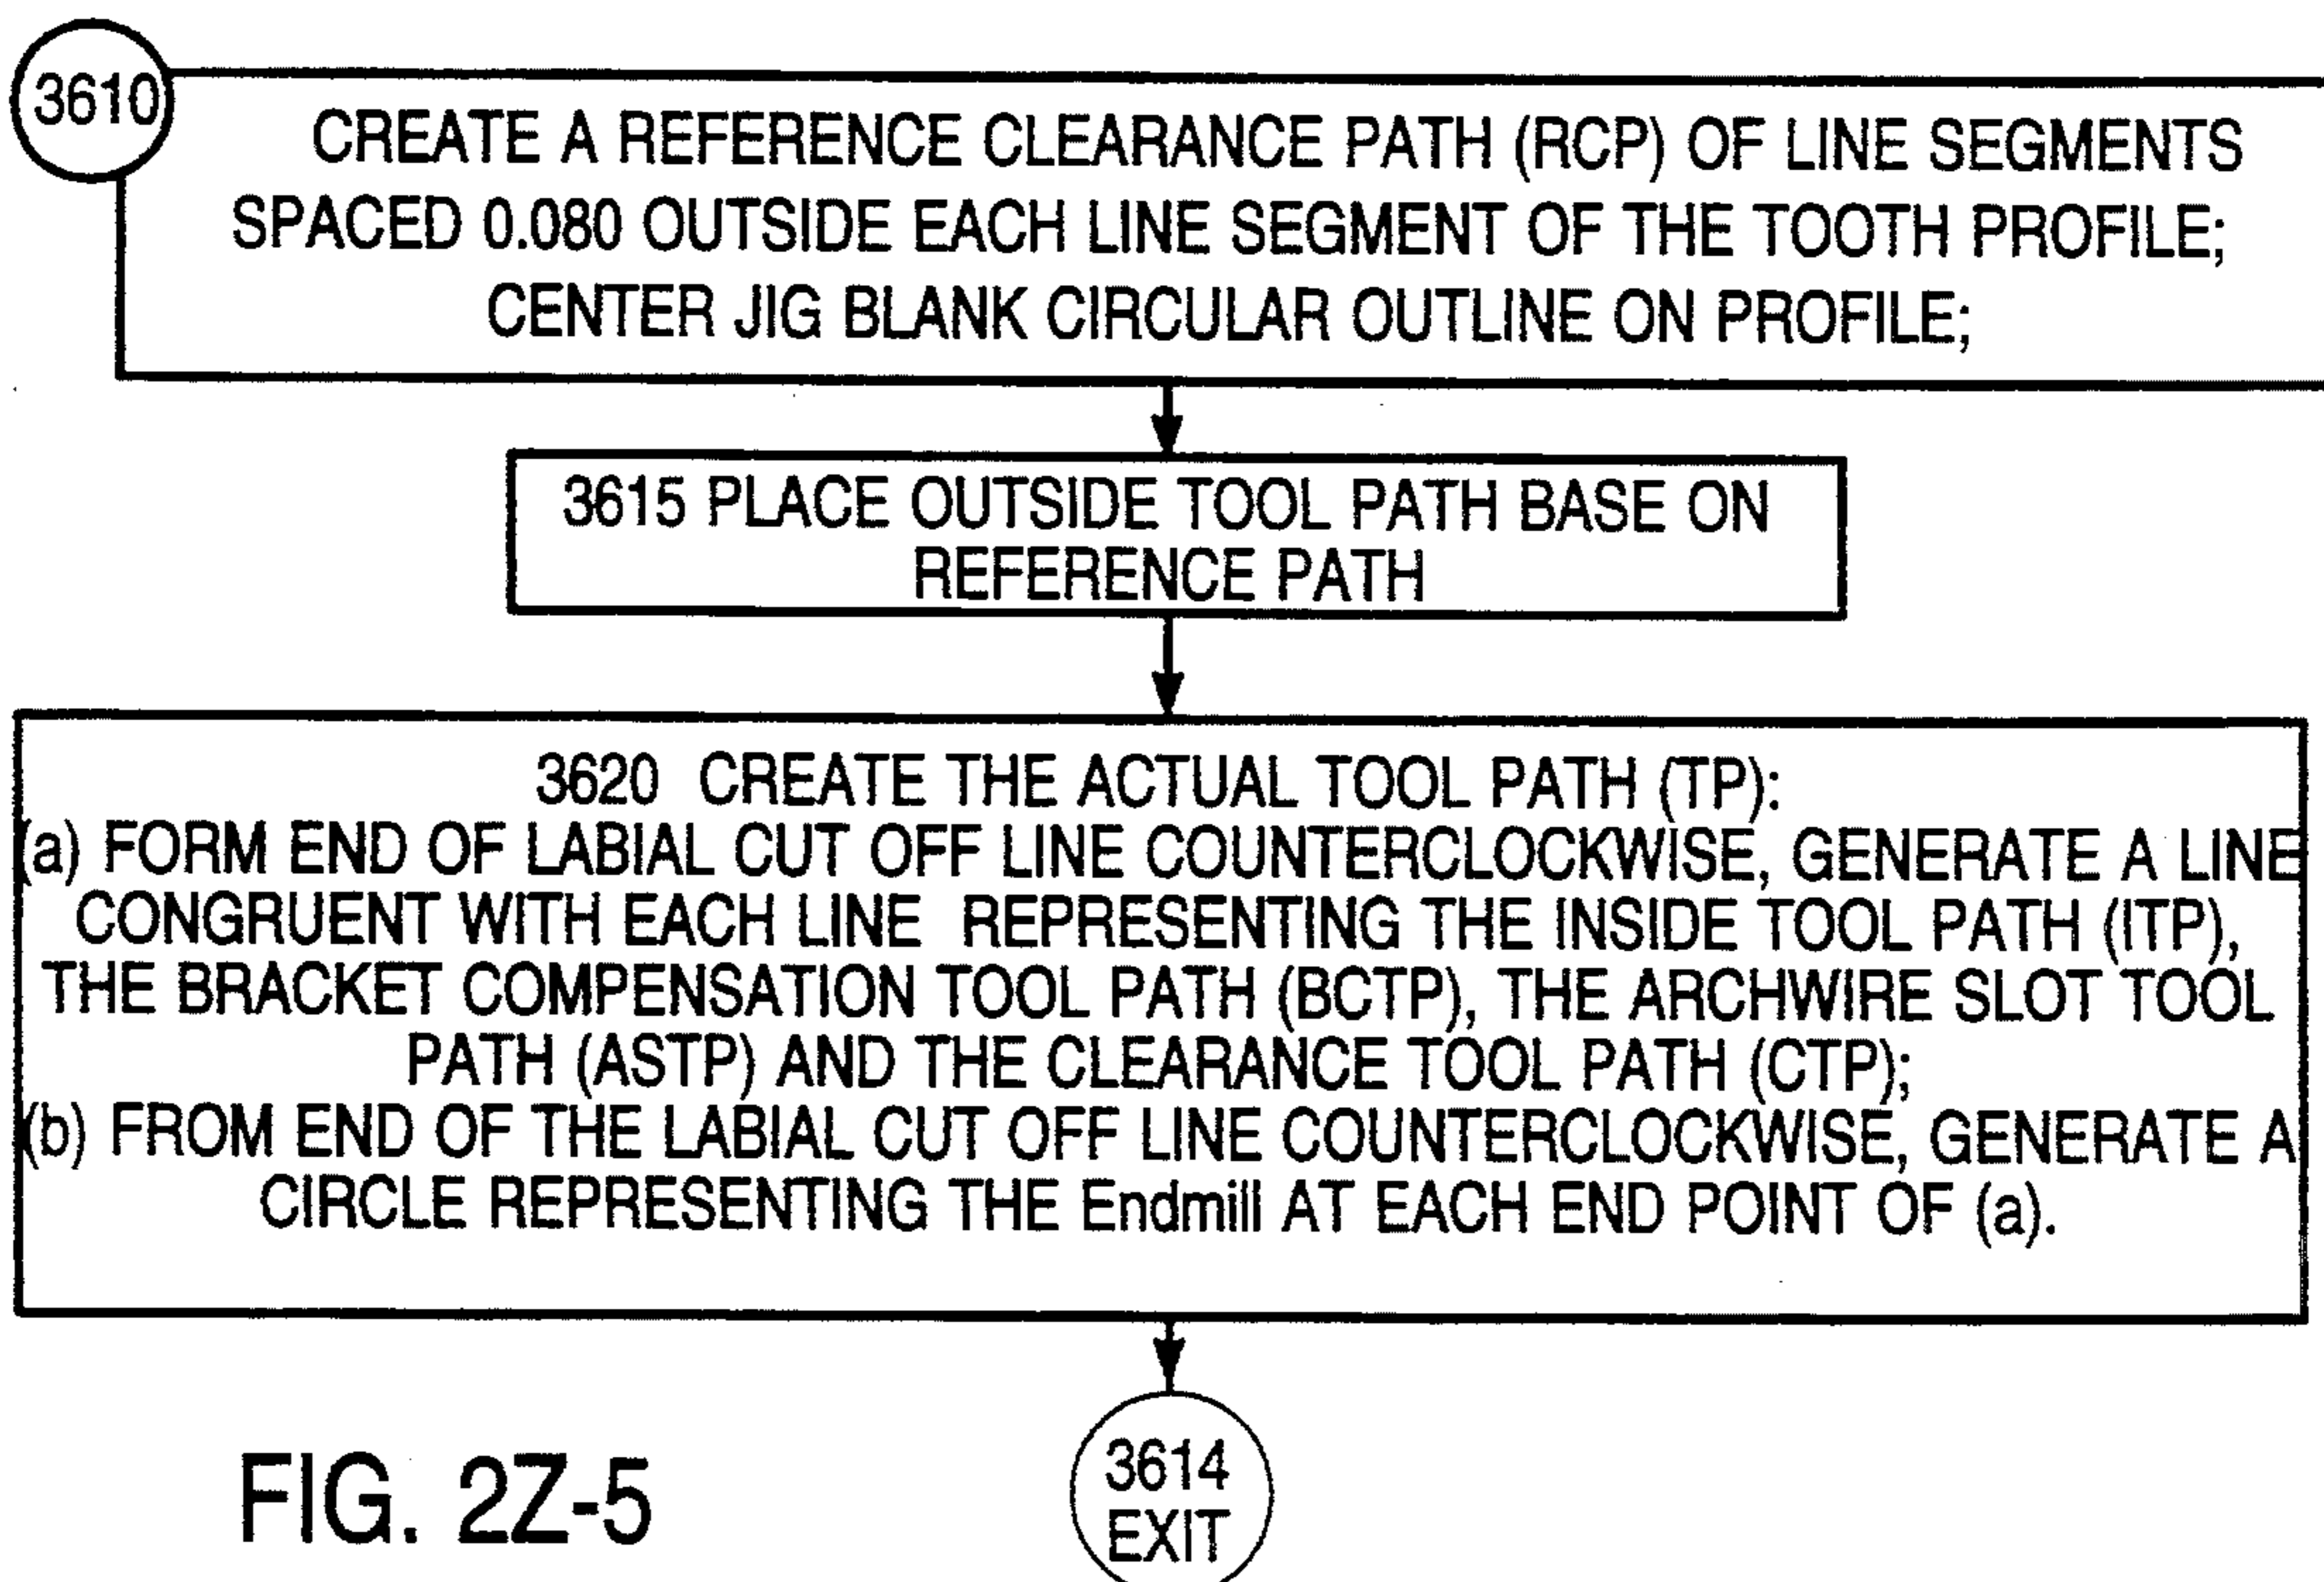 3610
CREATE A REFERENCE CLEARANCE PATH (RCP) OF LINE SEGMENTS
SPACED 0.080 OUTSIDE EACH LINE SEGMENT OF THE TOOTH PROFILE;
CENTER JIG BLANK CIRCULAR OUTLINE ON PROFILE;
3615 PLACE OUTSIDE TOOL PATH BASE ON
REFERENCE PATH
3620 CREATE THE ACTUAL TOOL PATH (TP):
(a) FORM END OF LABIAL CUT OFF LINE COUNTERCLOCKWISE, GENERATE A LINE
CONGRUENT WITH EACH LINE REPRESENTING THE INSIDE TOOL PATH (ITP),
THE BRACKET COMPENSATION TOOL PATH (BCTP), THE ARCHWIRE SLOT TOOL
PATH (ASTP) AND THE CLEARANCE TOOL PATH (CTP);
(b) FROM END OF THE LABIAL CUT OFF LINE COUNTERCLOCKWISE, GENERATE A
CIRCLE REPRESENTING THE Endmill AT EACH END POINT OF (a).
3614
EXIT
FIG. 2Z-5